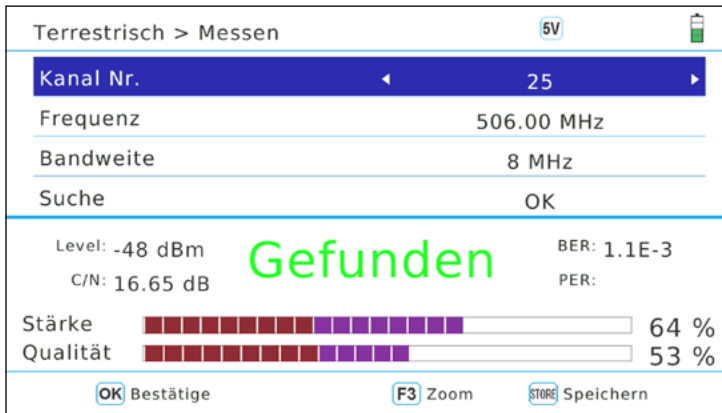 Terrestrisch > Messen 5V
Kanal Nr. 25
Frequenz 506.00 MHz
Bandweite 8 MHz
Suche OK
Level: -48 dBm
C/N: 16.65 dB
Gefunden
BER: 1.1E-3
PER:
Stärke 64 %
Qualität 53 %
OK Bestätige F3 Zoom STORE Speichern